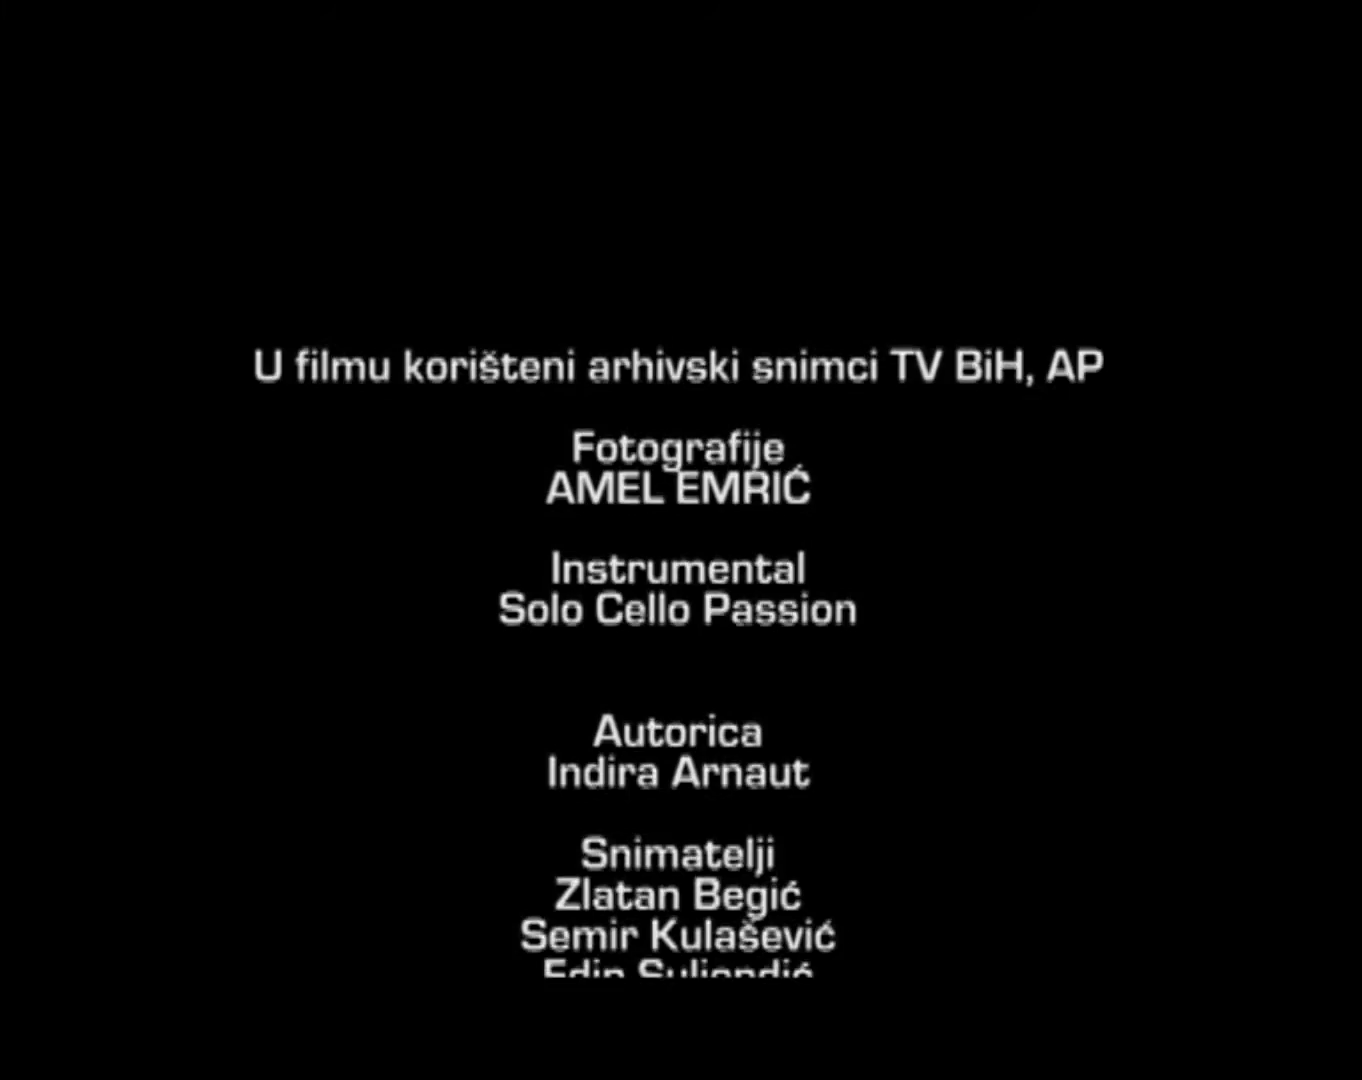 U filmu korišteni arhivski snimci TV BiH, AP
Fotografije
AMEL EMRIĆ
Instrumental
Solo Cello Passion
Autorica
Indira Arnaut
Snimatelji
Zlatan Begić
Semir Kulašević
Edin